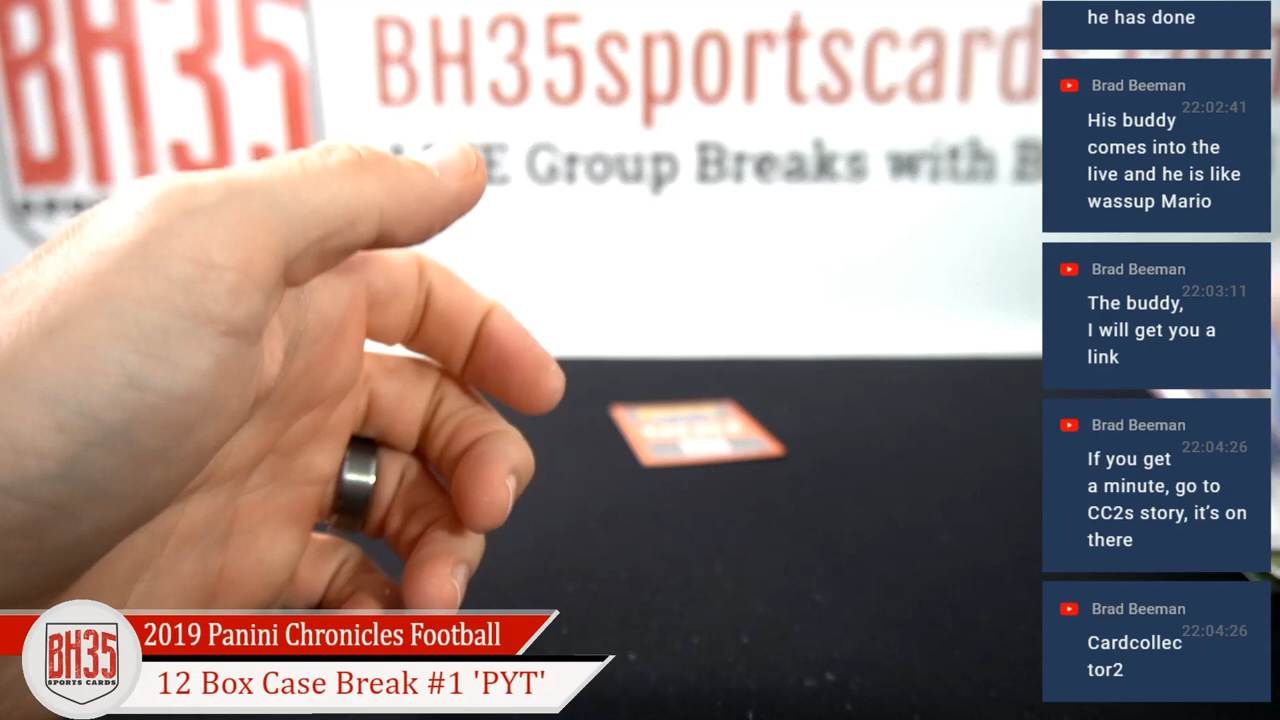 BH35
BH35sportscards
Group Breaks with B
he has done
Brad Beeman
22:02:41
His buddy
comes into the
live and he is like
wassup Mario
Brad Beeman
22:03:11
The buddy,
I will get you a
link
Brad Beeman
22:04:26
If you get
a minute, go to
CC2s story, it’s on
there
Brad Beeman
22:04:26
Cardcollec
tor2
BH35
SPORTS CARDS
2019 Panini Chronicles Football
12 Box Case Break #1 'PYT'